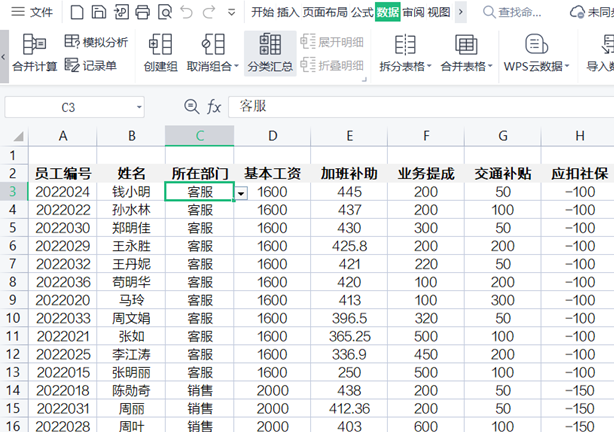 文件 开始 插入 页面布局 公式 数据 审阅 视图 查找命... 未同
合并计算 模拟分析 记录单 创建组 取消组合 分类汇总 展开明细 折叠明细 拆分表格 合并表格 WPS云数据 导入数
C3 fx 客服
A B C D E F G H
1
2 员工编号 姓名 所在部门 基本工资 加班补助 业务提成 交通补贴 应扣社保
3 2022024 钱小明 客服 1600 445 200 50 -100
4 2022022 孙水林 客服 1600 437 200 100 -100
5 2022030 郑明佳 客服 1600 430 300 50 -100
6 2022029 王永胜 客服 1600 425.8 200 200 -100
7 2022032 王丹妮 客服 1600 421 220 50 -100
8 2022036 苟明华 客服 1600 420 100 200 -100
9 2022020 马玲 客服 1600 413 100 300 -100
10 2022033 周文娟 客服 1600 396.5 320 50 -100
11 2022021 张如 客服 1600 365.25 500 100 -100
12 2022025 李江涛 客服 1600 336.9 450 200 -100
13 2022015 张明丽 客服 1600 250 500 100 -100
14 2022018 陈勋奇 销售 2000 438 200 50 -150
15 2022031 周丽 销售 2000 412.36 200 50 -150
16 2022028 周叶 销售 2000 403 600 100 -150